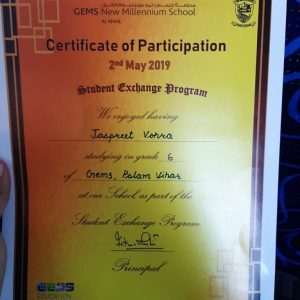 GEMS New Millennium School
AL KHAIL
Certificate of Participation
2nd May 2019
Student Exchange Program
We enjoyed having
Jaspreet Vohra
studying in grade 6
of Gems, Palam Vihar
at our School as part of the
Student Exchange Program
Principal
GEMS
EDUCATION